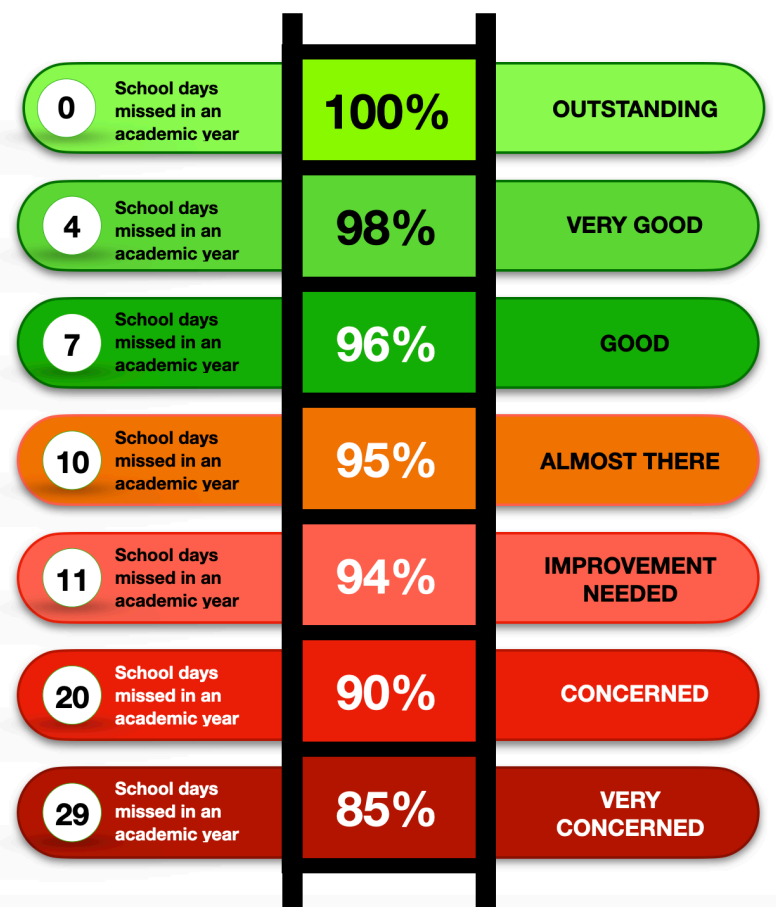 0
School days
missed in an
academic year
100%
OUTSTANDING
4
School days
missed in an
academic year
98%
VERY GOOD
7
School days
missed in an
academic year
96%
GOOD
10
School days
missed in an
academic year
95%
ALMOST THERE
11
School days
missed in an
academic year
94%
IMPROVEMENT
NEEDED
20
School days
missed in an
academic year
90%
CONCERNED
29
School days
missed in an
academic year
85%
VERY
CONCERNED